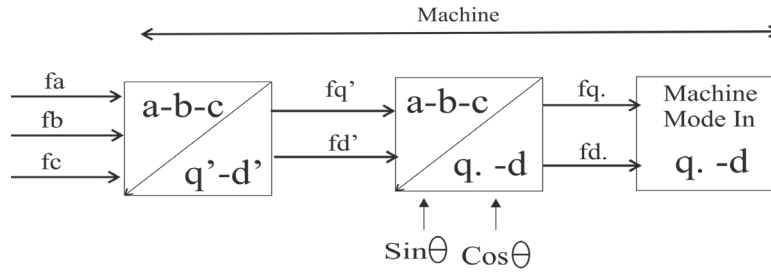 Machine
fa
fb
fc
a-b-c
q'-d'
fq’
fd’
a-b-c
q. -d
Sinθ
Cosθ
fq.
fd.
Machine
Mode In
q. -d